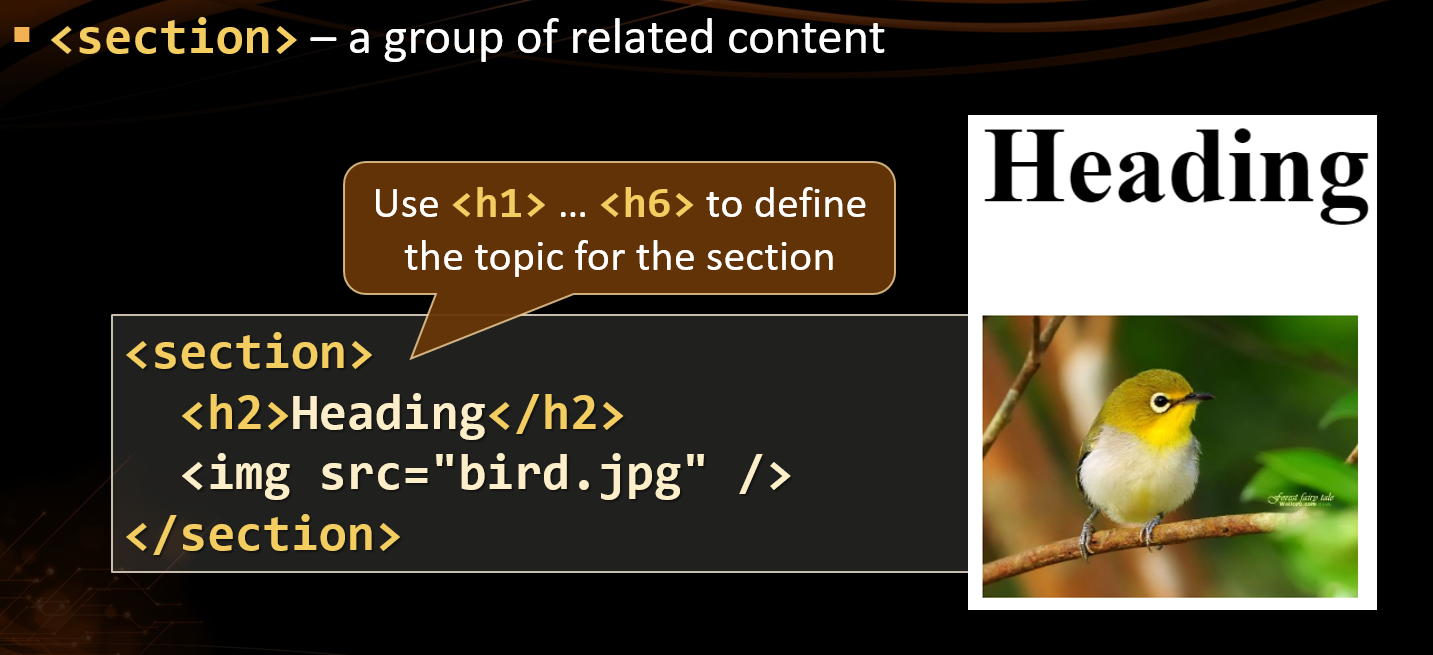 <section> – a group of related content
Use <h1> … <h6> to define
the topic for the section
<section>
<h2>Heading</h2>
<img src="bird.jpg" />
</section>
Heading
Forest fairy tale